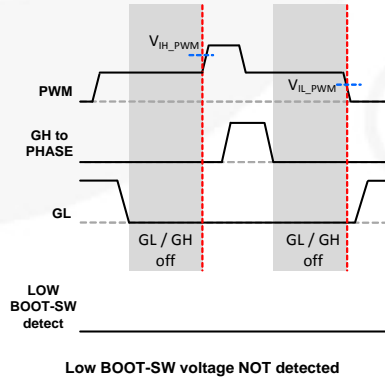 V_IH_PWM
V_IL_PWM
PWM
GH to
PHASE
GL
GL / GH
off
GL / GH
off
LOW
BOOT-SW
detect
Low BOOT-SW voltage NOT detected